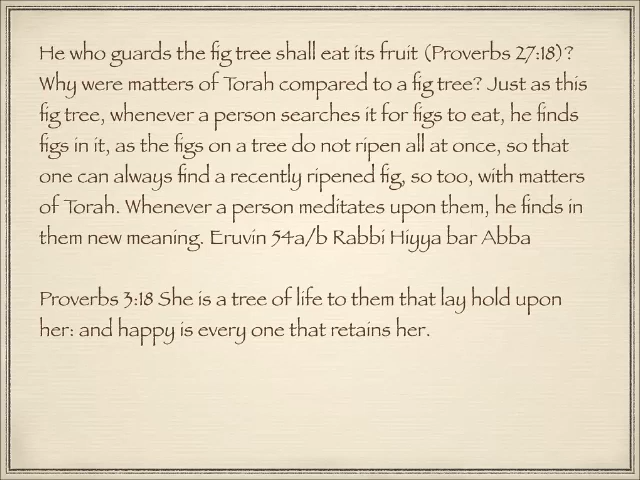 He who guards the fig tree shall eat its fruit (Proverbs 27:18)?
Why were matters of Torah compared to a fig tree? Just as this
fig tree, whenever a person searches it for figs to eat, he finds
figs in it, as the figs on a tree do not ripen all at once, so that
one can always find a recently ripened fig, so too, with matters
of Torah. Whenever a person meditates upon them, he finds in
them new meaning. Eruvin 54a/b Rabbi Hiyya bar Abba
Proverbs 3:18 She is a tree of life to them that lay hold upon
her: and happy is every one that retains her.